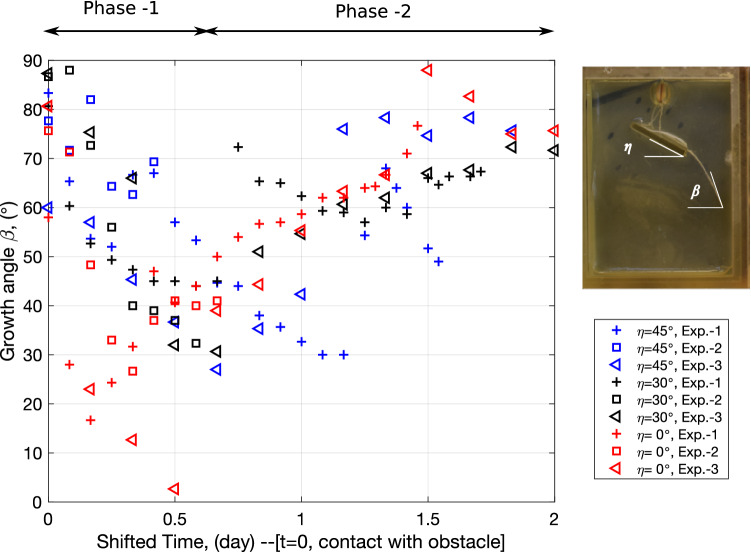 Phase -1
Phase -2
90
80
70
60
50
40
30
20
10
0
Growth angle β, (°)
0
0.5
1
1.5
2
Shifted Time, (day) --[t=0, contact with obstacle]
η
β
η=45°, Exp.-1
η=45°, Exp.-2
η=45°, Exp.-3
η=30°, Exp.-1
η=30°, Exp.-2
η=30°, Exp.-3
η= 0°, Exp.-1
η= 0°, Exp.-2
η= 0°, Exp.-3